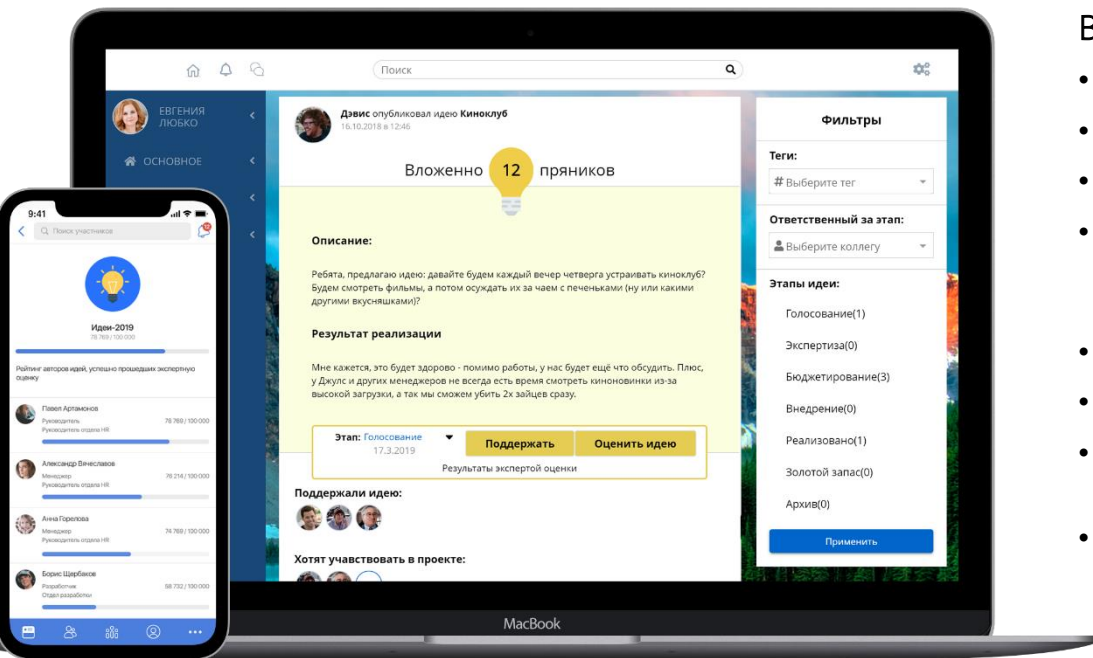 Поиск
ЕВГЕНИЯ
ЛЮБКО
ОСНОВНОЕ
Дэвис опубликовал идею Киноклуб
16.10.2018 в 12:46
Вложенно 12 пряников
Описание:
Ребята, предлагаю идею: давайте будем каждый вечер четверга устраивать киноклуб?
Будем смотреть фильмы, а потом осуждать их за чаем с печеньками (ну или какими
другими вкусняшками)?
Результат реализации
Мне кажется, это будет здорово - помимо работы, у нас будет ещё что обсудить. Плюс,
у Джулс и других менеджеров не всегда есть время смотреть киноновинки из-за
высокой загрузки, а так мы сможем убить 2х зайцев сразу.
Этап: Голосование
17.3.2019
Поддержать
Оценить идею
Результаты экспертой оценки
Поддержали идею:
Хотят учавствовать в проекте:
Фильтры
Теги:
# Выберите тег
Ответственный за этап:
Выберите коллегу
Этапы идеи:
Голосование(1)
Экспертиза(0)
Бюджетирование(3)
Внедрение(0)
Реализовано(1)
Золотой запас(0)
Архив(0)
Применить
MacBook
9:41
Поиск участников
Идеи-2019
78 769 / 100 000
Рейтинг авторов идей, успешно прошедших экспертную
оценку
Павел Артамонов
Руководитель
Руководитель отдела HR
78 769 / 100 000
Александр Вячеславов
Менеджер
Руководитель отдела HR
78 214 / 100 000
Анна Горелова
Менеджер
Руководитель отдела HR
74 769 / 100 000
Борис Щербаков
Разработчик
Отдел разработки
68 732 / 100 000